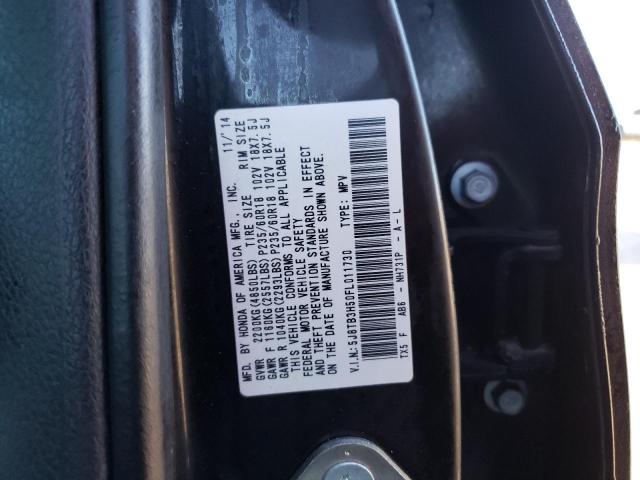 MFD. BY HONDA OF AMERICA MFG., INC. 11/'14
GVWR 2200KG(4850LBS) TIRE SIZE RIM SIZE
GAWR F 1160KG(2557LBS) P235/60R18 102V 18X7.5J
GAWR R 1040KG(2293LBS) P235/60R18 102V 18X7.5J
THIS VEHICLE CONFORMS TO ALL APPLICABLE
FEDERAL MOTOR VEHICLE SAFETY
AND THEFT PREVENTION STANDARDS IN EFFECT
ON THE DATE OF MANUFACTURE SHOWN ABOVE.
V.I.N.:5J8TB3H50FL011730 TYPE: MPV
TX5 F AB6 - NH731P - A - L